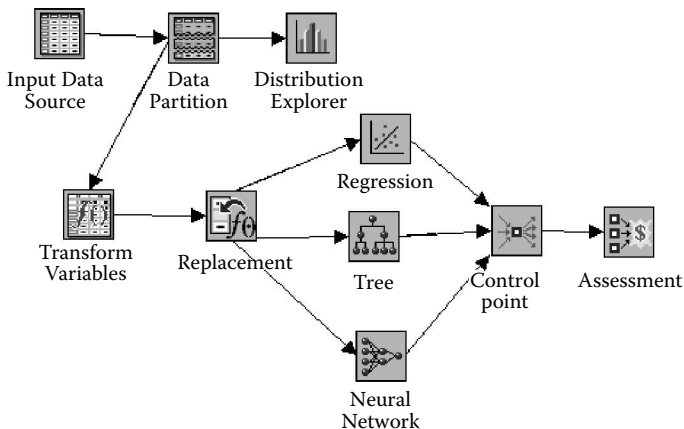 Input Data
Source
Data
Partition
Distribution
Explorer
Regression
Transform
Variables
Replacement
Tree
Control
point
Assessment
Neural
Network